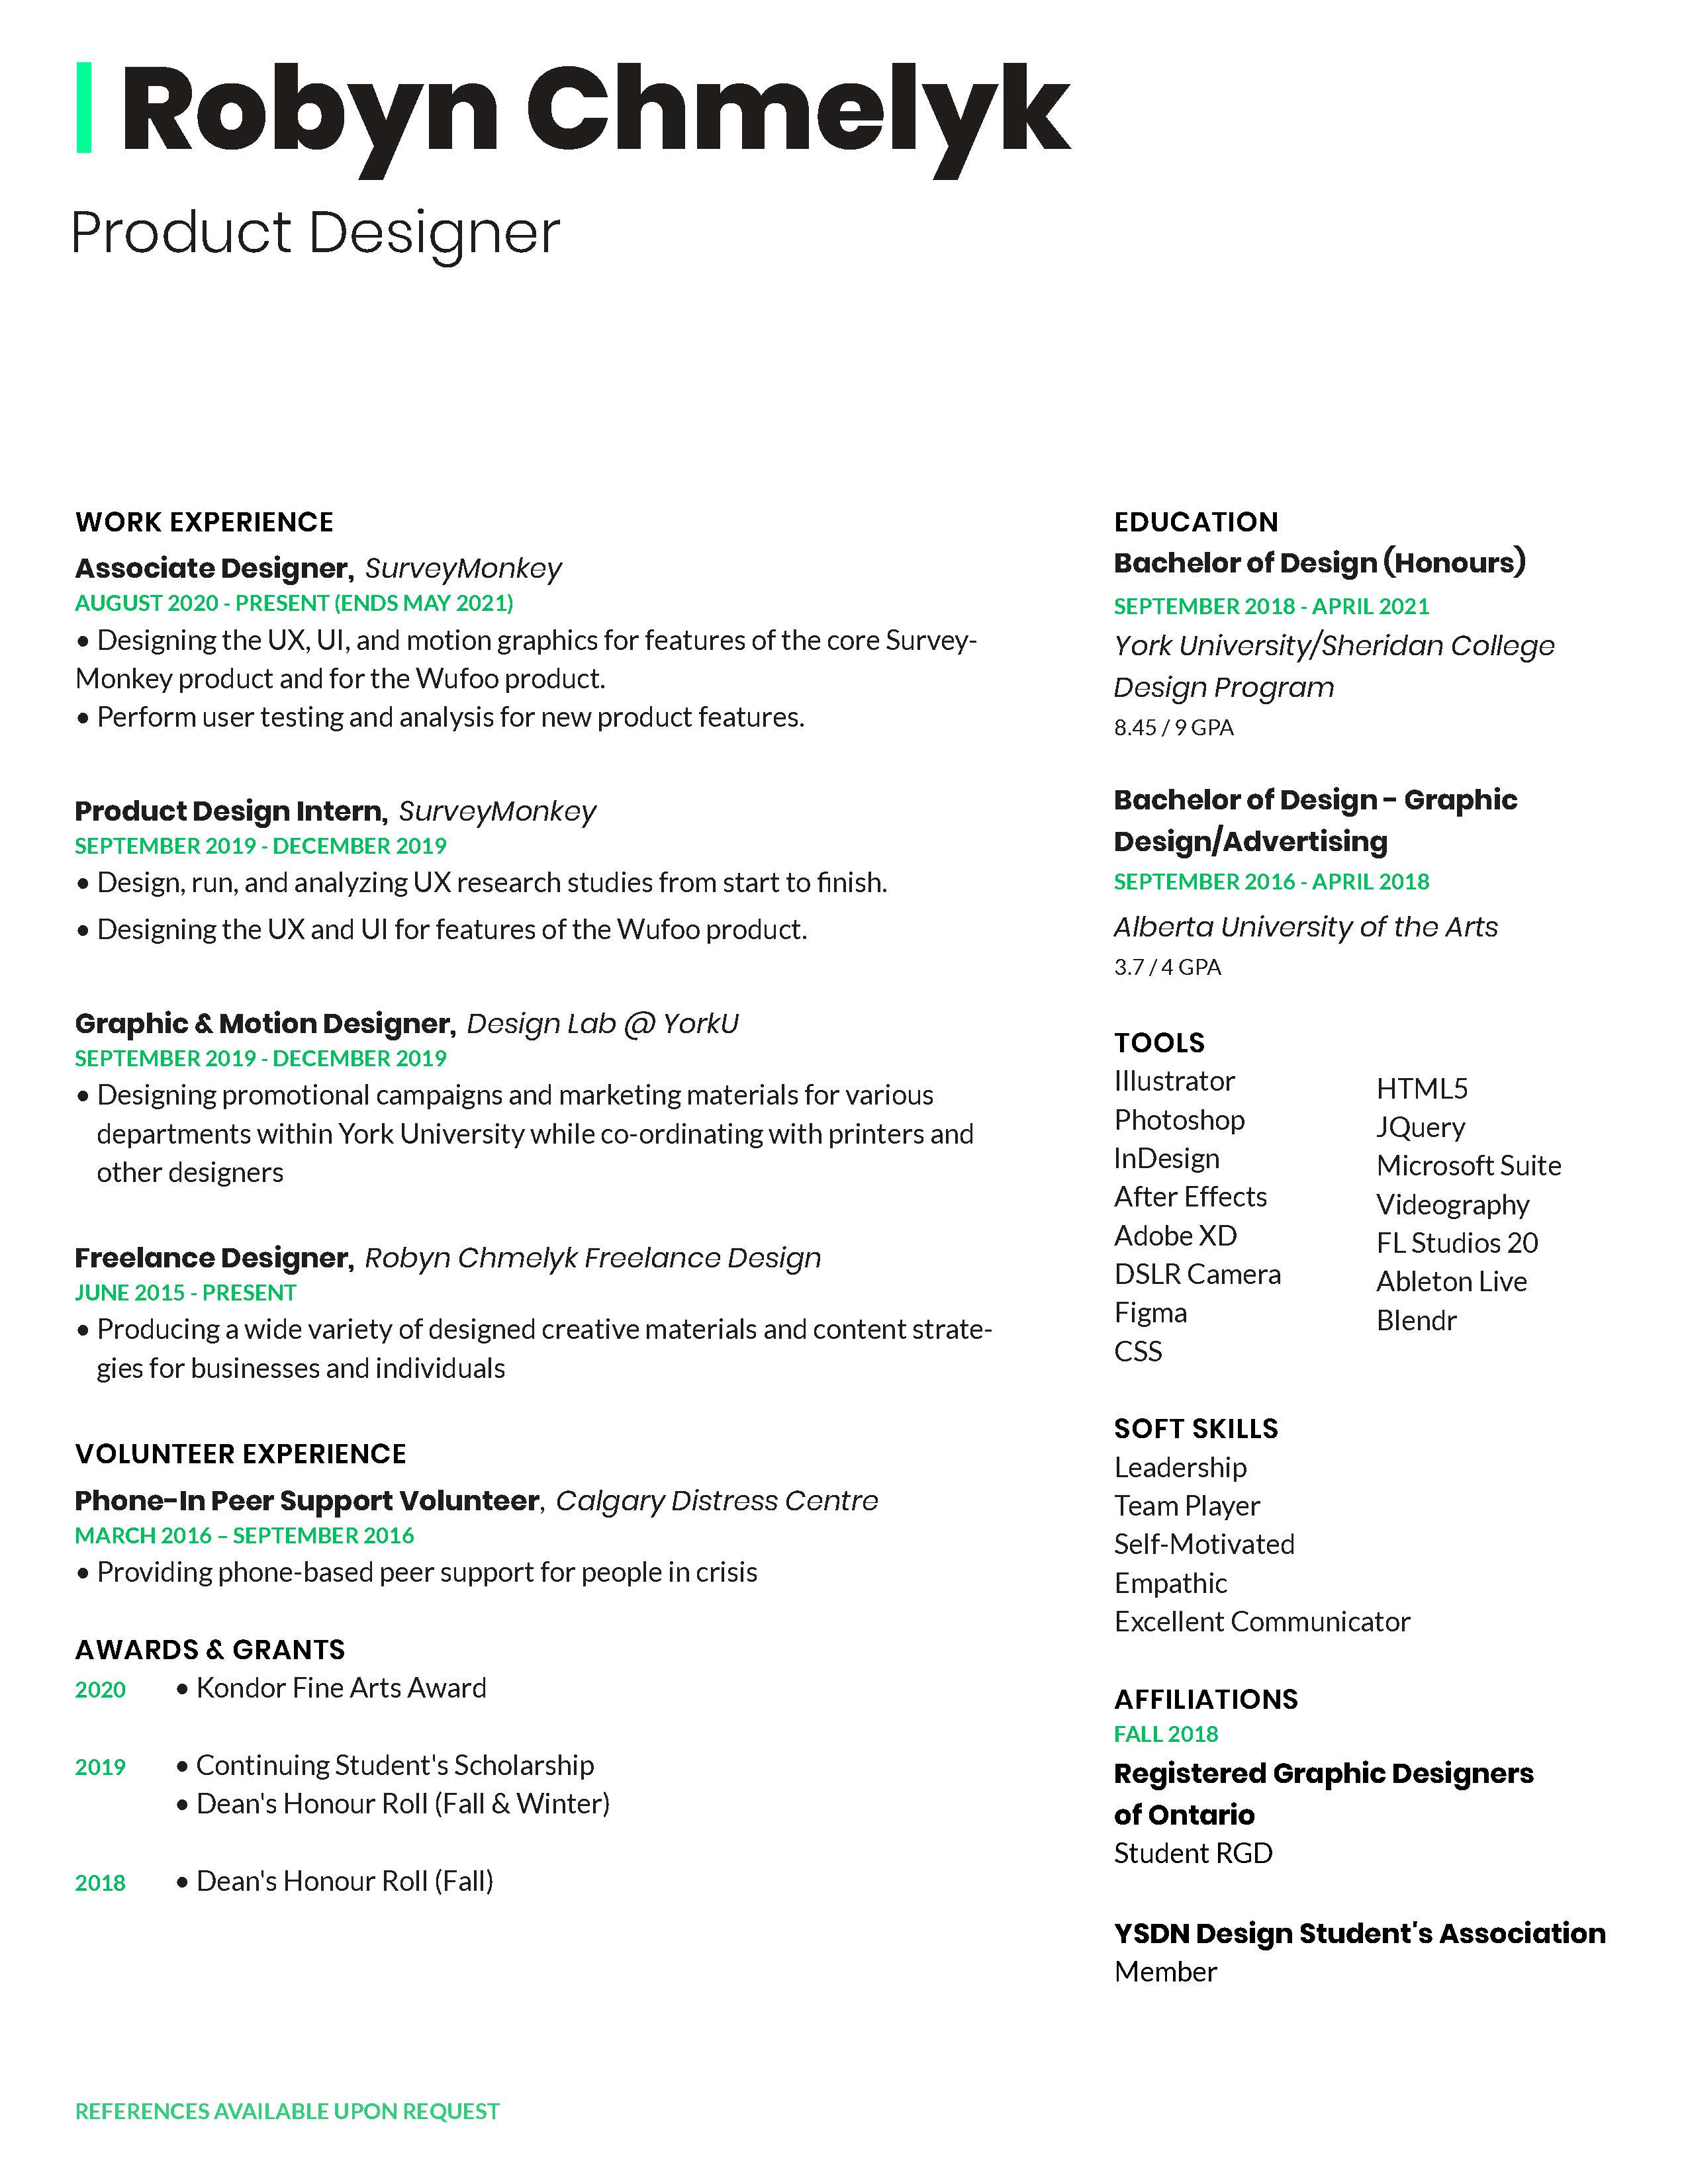 Robyn Chmelyk
Product Designer
WORK EXPERIENCE
Associate Designer, SurveyMonkey
AUGUST 2020 - PRESENT (ENDS MAY 2021)
• Designing the UX, UI, and motion graphics for features of the core Survey-
Monkey product and for the Wufoo product.
• Perform user testing and analysis for new product features.
Product Design Intern, SurveyMonkey
SEPTEMBER 2019 - DECEMBER 2019
• Design, run, and analyzing UX research studies from start to finish.
• Designing the UX and UI for features of the Wufoo product.
Graphic & Motion Designer, Design Lab @ YorkU
SEPTEMBER 2019 - DECEMBER 2019
• Designing promotional campaigns and marketing materials for various
departments within York University while co-ordinating with printers and
other designers
Freelance Designer, Robyn Chmelyk Freelance Design
JUNE 2015 - PRESENT
• Producing a wide variety of designed creative materials and content strate-
gies for businesses and individuals
VOLUNTEER EXPERIENCE
Phone-In Peer Support Volunteer, Calgary Distress Centre
MARCH 2016 – SEPTEMBER 2016
• Providing phone-based peer support for people in crisis
AWARDS & GRANTS
2020 • Kondor Fine Arts Award
2019 • Continuing Student's Scholarship
• Dean's Honour Roll (Fall & Winter)
2018 • Dean's Honour Roll (Fall)
EDUCATION
Bachelor of Design (Honours)
SEPTEMBER 2018 - APRIL 2021
York University/Sheridan College
Design Program
8.45 / 9 GPA
Bachelor of Design - Graphic
Design/Advertising
SEPTEMBER 2016 - APRIL 2018
Alberta University of the Arts
3.7 / 4 GPA
TOOLS
Illustrator
Photoshop
InDesign
After Effects
Adobe XD
DSLR Camera
Figma
CSS
HTML5
JQuery
Microsoft Suite
Videography
FL Studios 20
Ableton Live
Blendr
SOFT SKILLS
Leadership
Team Player
Self-Motivated
Empathic
Excellent Communicator
AFFILIATIONS
FALL 2018
Registered Graphic Designers
of Ontario
Student RGD
YSDN Design Student's Association
Member
REFERENCES AVAILABLE UPON REQUEST